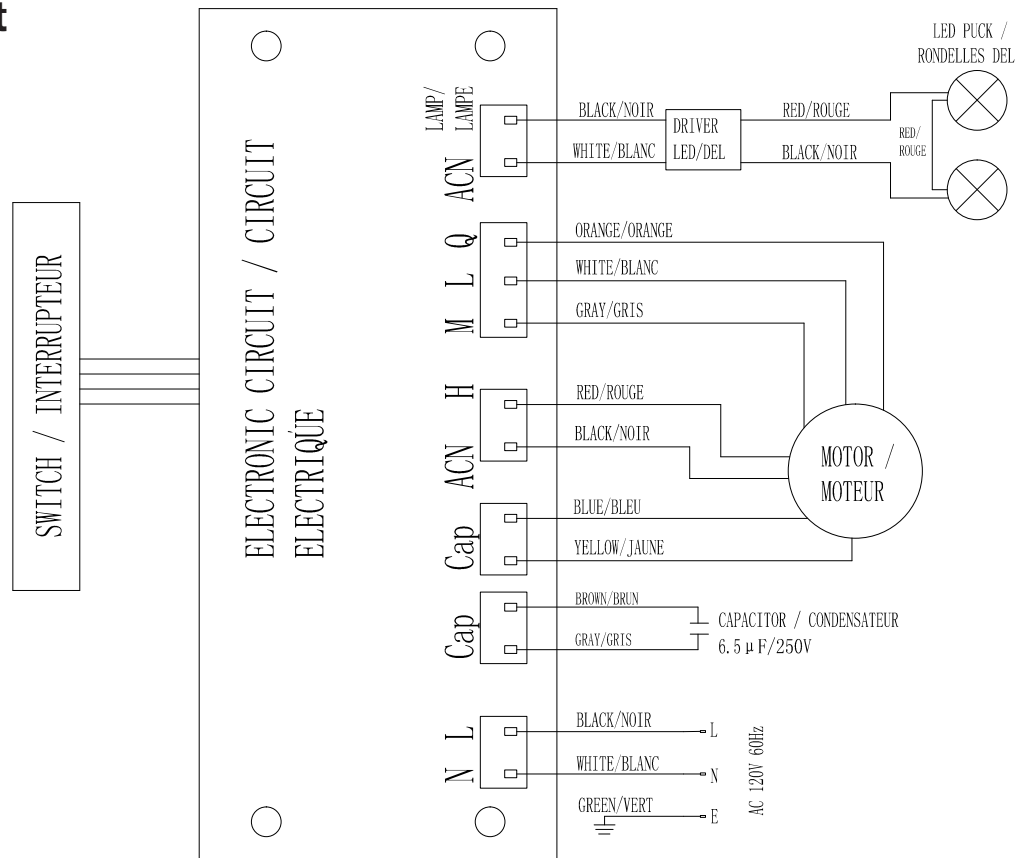 t
LED PUCK /
RONDELLES DEL
LAMP/
LAMPE
ACN
BLACK/NOIR
WHITE/BLANC
DRIVER
LED/DEL
RED/ROUGE
BLACK/NOIR
RED/
ROUGE
SWITCH / INTERRUPTEUR
ELECTRONIC CIRCUIT / CIRCUIT
ELECTRIQUE
Q
L
M
ORANGE/ORANGE
WHITE/BLANC
GRAY/GRIS
H
ACN
RED/ROUGE
BLACK/NOIR
MOTOR /
MOTEUR
Cap
BLUE/BLEU
YELLOW/JAUNE
Cap
BROWN/BRUN
GRAY/GRIS
CAPACITOR / CONDENSATEUR
6.5 μ F/250V
L
N
BLACK/NOIR
L
WHITE/BLANC
N
GREEN/VERT
E
AC 120V 60Hz